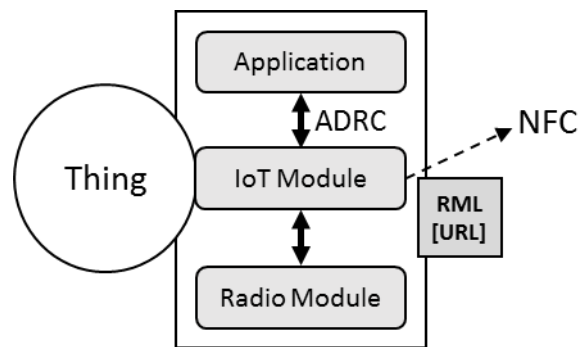 Application
ADRC
NFC
Thing
IoT Module
RML
[URL]
Radio Module